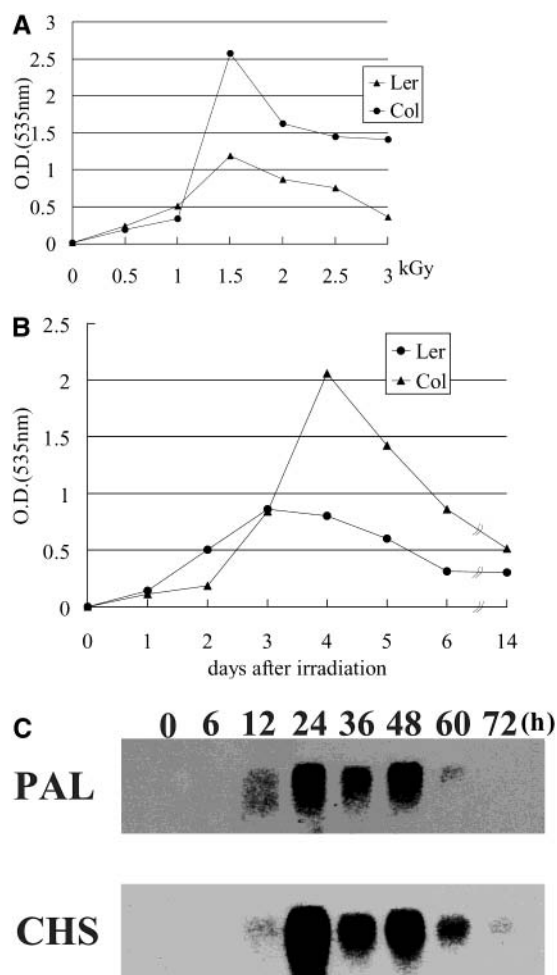 A
3
2.5
2
1.5
1
0.5
0
O.D.(535nm)
Ler
Col
0 0.5 1 1.5 2 2.5 3 kGy
B
2.5
2
1.5
1
0.5
0
O.D.(535nm)
Ler
Col
0 1 2 3 4 5 6 14
days after irradiation
C 0 6 12 24 36 48 60 72 (h)
PAL
CHS